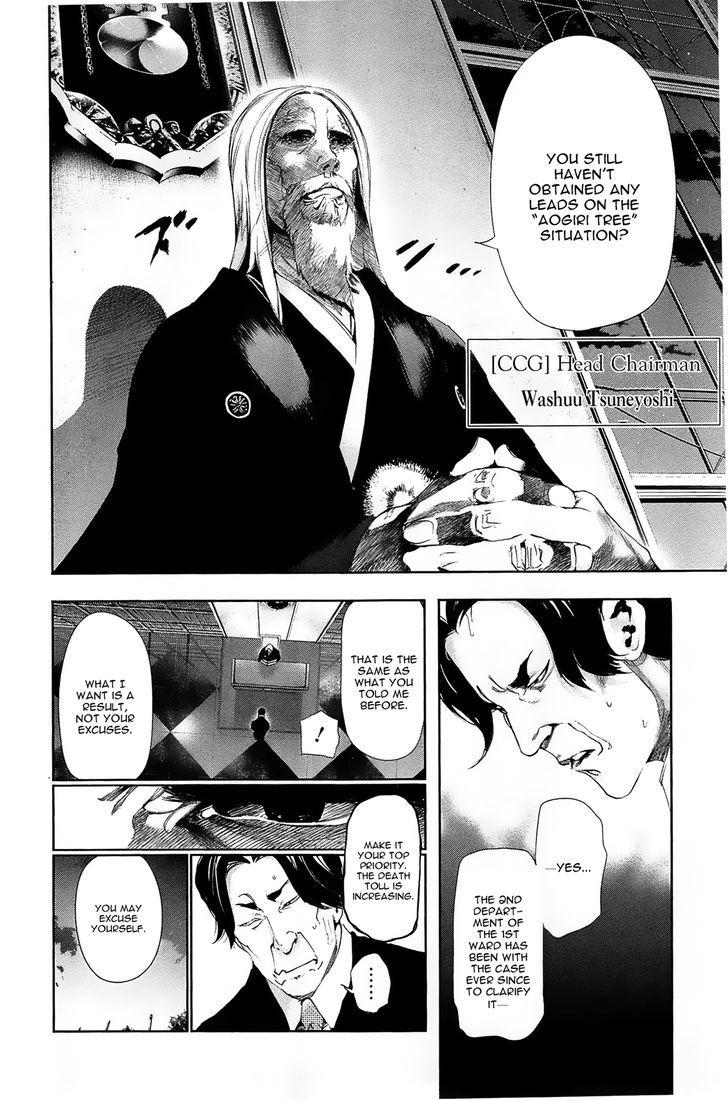 YOU STILL
HAVEN'T
OBTAINED ANY
LEADS ON THE
"AOGIRI TREE"
SITUATION?
ズ
[CCG] Head Chairman
Washuu Tsuneyoshi
—YES...
THE 2ND
DEPART-
MENT OF
THE 1ST
WARD HAS
BEEN WITH
THE CASE
EVER SINCE
TO CLARIFY
IT—
THAT IS
THE SAME AS
WHAT YOU
TOLD ME
BEFORE.
!
WHAT I
WANT IS A
RESULT,
NOT YOUR
EXCUSES.
MAKE IT
YOUR TOP
PRIORITY.
THE DEATH
TOLL IS
INCREASING.
.....
YOU MAY
EXCUSE
YOURSELF.